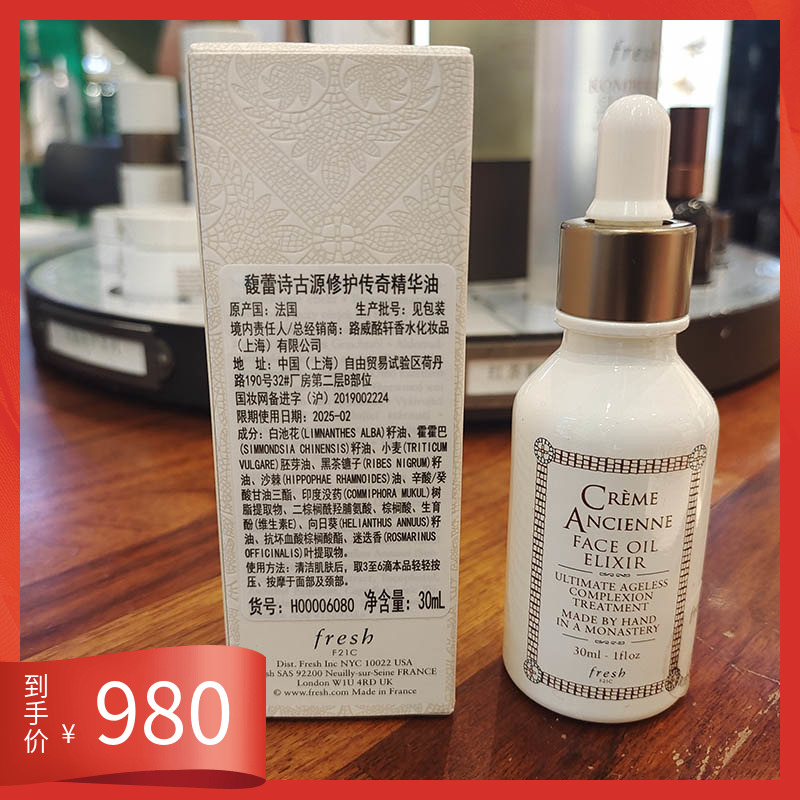 fresh
馥蕾诗古源修护传奇精华油
原产国：法国 生产批号：见包装
境内责任人/总经销商：路威酩轩香水化妆品
（上海）有限公司
地 址：中国（上海）自由贸易试验区荷丹
路190号32#厂房第二层B部位
国妆网备进字（沪）2019002224
限期使用日期：2025-02
成分：白池花(LIMNANTHES ALBA)籽油、霍霍巴
(SIMMONDSIA CHINENSIS)籽油、小麦(TRITICUM
VULGARE)胚芽油、黑茶镳子(RIBES NIGRUM)籽
油、沙棘(HIPPOPHAE RHAMNOIDES)油、辛酸/癸
酸甘油三酯、印度没药(COMMIPHORA MUKUL)树
脂提取物、二棕榈酰羟脯氨酸、棕榈酸、生育
酚(维生素E)、向日葵(HELIANTHUS ANNUUS)籽
油、抗坏血酸棕榈酸酯、迷迭香(ROSMARINUS
OFFICINALIS)叶提取物。
使用方法：清洁肌肤后，取3至6滴本品轻轻按
压、按摩于面部及颈部。
货号：H00006080 净含量：30mL
fresh
F21C
Dist. Fresh Inc NYC 10022 USA
sh SAS 92200 Neuilly-sur-Seine FRANCE
London W1U 4RD UK
© www.fresh.com Made in France
CRÈME
ANCIENNE
FACE OIL
ELIXIR
ULTIMATE AGELESS
COMPLEXION
TREATMENT
MADE BY HAND
IN A MONASTERY
30ml - 1floz
fresh
F21C
到手价 ¥ 980